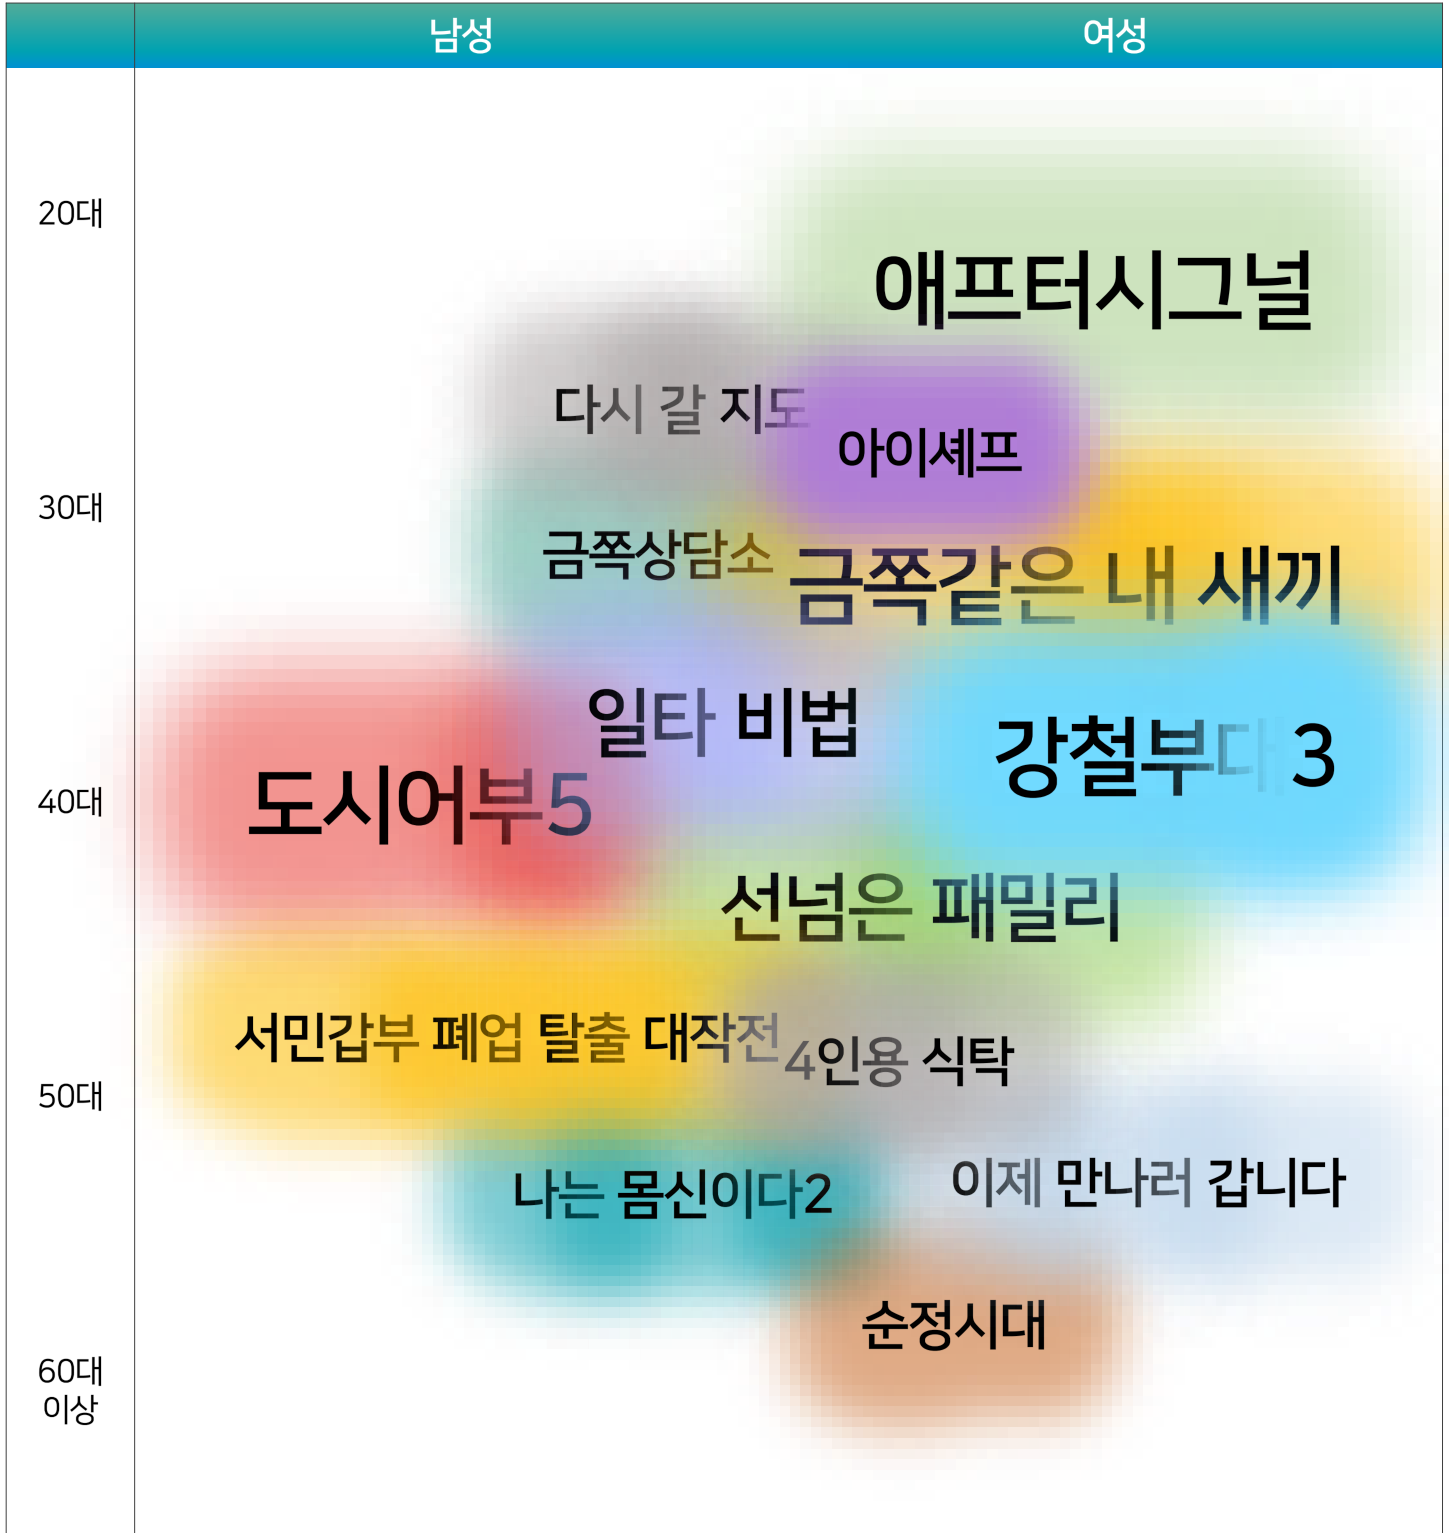 남성 여성
20대
애프터시그널
다시 갈 지도
아이셰프
30대
금쪽상담소
금쪽같은 내 새끼
일타 비법
강철부대 3
40대
도시어부5
선넘은 패밀리
서민갑부 폐업 탈출 대작전
4인용 식탁
50대
나는 몸신이다2
이제 만나러 갑니다
순정시대
60대
이상